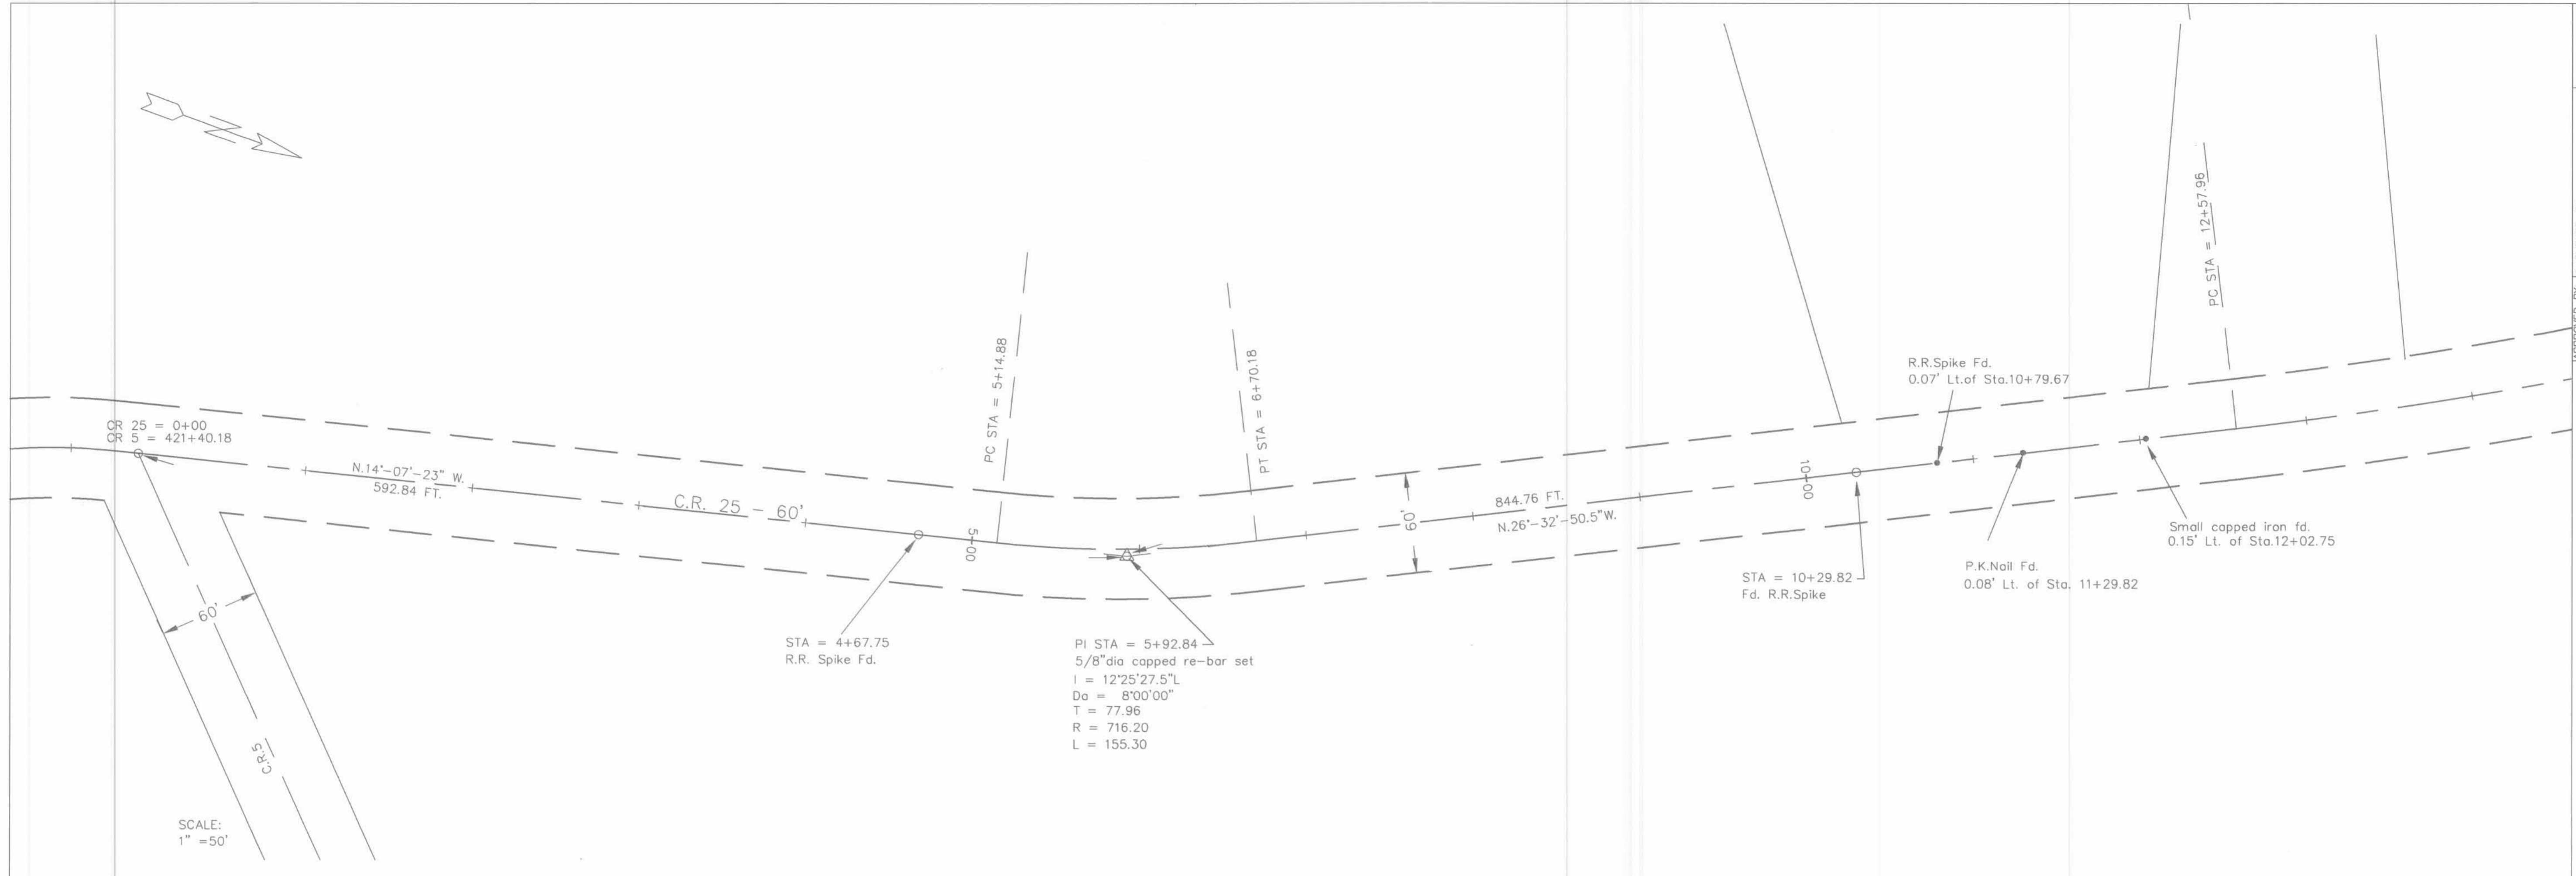 CR 25 = 0+00
CR 5 = 421+40.18
N.14°-07'-23" W.
592.84 FT.
C.R. 25 - 60'
60'
C.R.5
SCALE:
1" =50'
STA = 4+67.75
R.R. Spike Fd.
5-00
PC STA = 5+14.88
PI STA = 5+92.84
5/8"dia capped re-bar set
I = 12°25'27.5"L
Da = 8°00'00"
T = 77.96
R = 716.20
L = 155.30
PT STA = 6+70.18
60'
844.76 FT.
N.26°-32'-50.5"W.
10-00
STA = 10+29.82
Fd. R.R.Spike
R.R.Spike Fd.
0.07' Lt.of Sta.10+79.67
P.K.Nail Fd.
0.08' Lt. of Sta. 11+29.82
Small capped iron fd.
0.15' Lt. of Sta.12+02.75
PC STA = 12+57.96